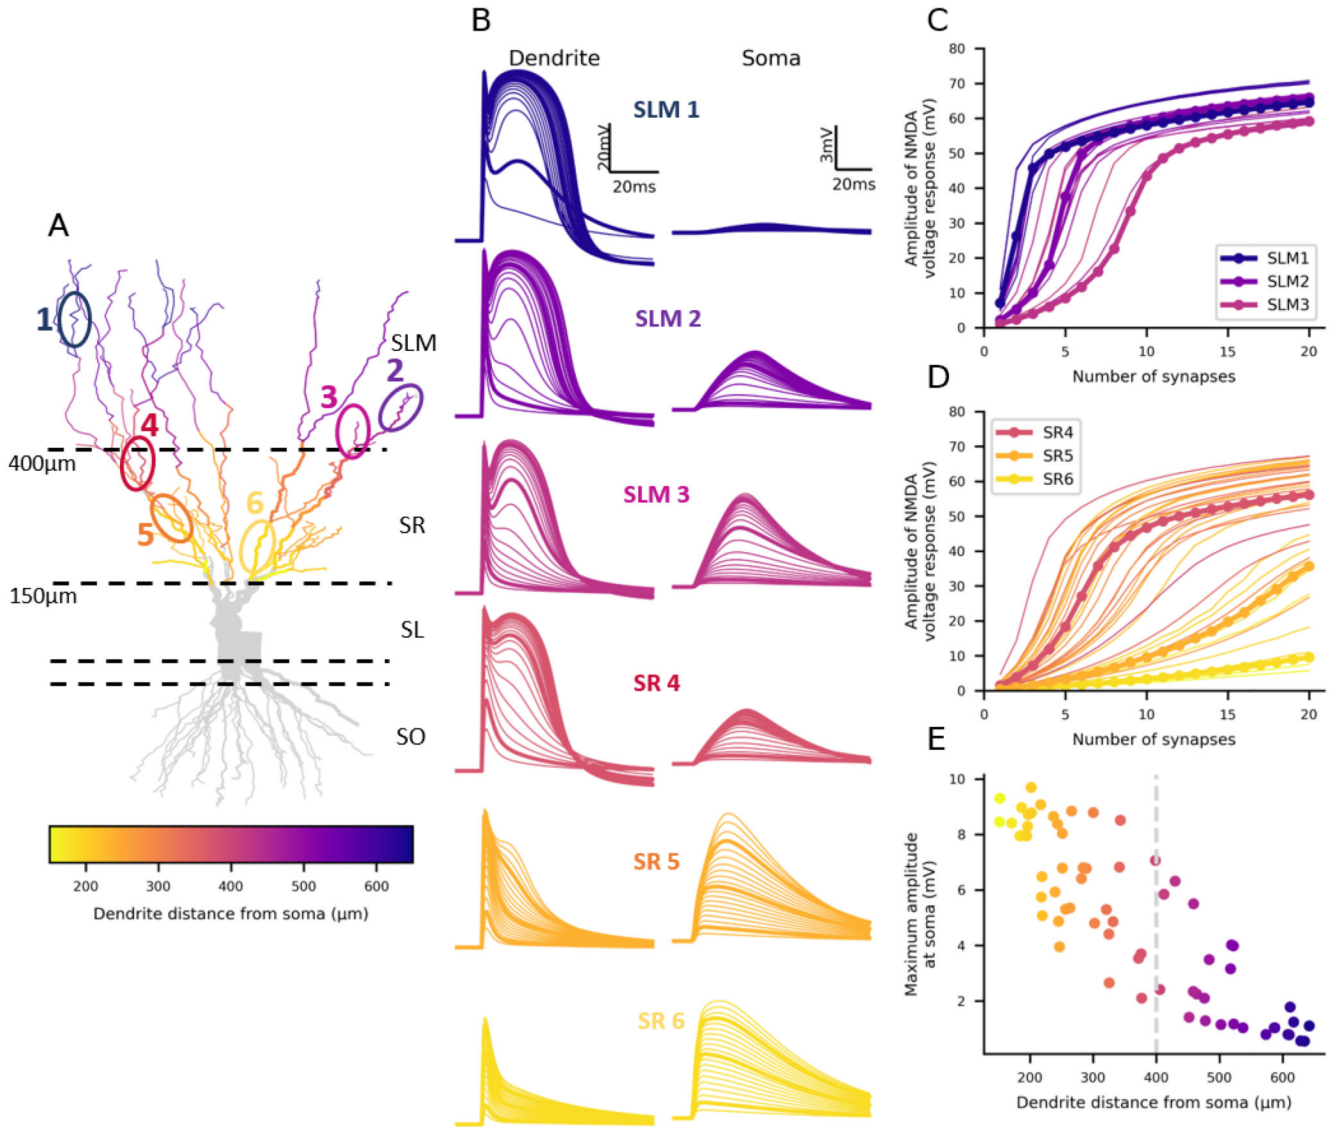 A
1
2
3
4
5
6
SLM
400µm
SR
150µm
SL
SO
200 300 400 500 600
Dendrite distance from soma (µm)
B
Dendrite
Soma
SLM 1
20mV
20ms
3mV
20ms
SLM 2
SLM 3
SR 4
SR 5
SR 6
C
80
70
60
50
40
30
20
10
0
0 5 10 15 20
Amplitude of NMDA
voltage response (mV)
Number of synapses
SLM1
SLM2
SLM3
D
80
70
60
50
40
30
20
10
0
0 5 10 15 20
Amplitude of NMDA
voltage response (mV)
Number of synapses
SR4
SR5
SR6
E
10
8
6
4
2
200 300 400 500 600
Maximum amplitude
at soma (mV)
Dendrite distance from soma (µm)